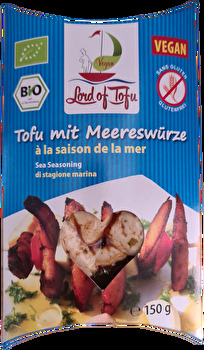 Vegan
Lord of Tofu
VEGAN
BIO
SANS GLUTEN
GLUTENFREI
Tofu mit Meereswürze
à la saison de la mer
Sea Seasoning
di stagione marina
150 g